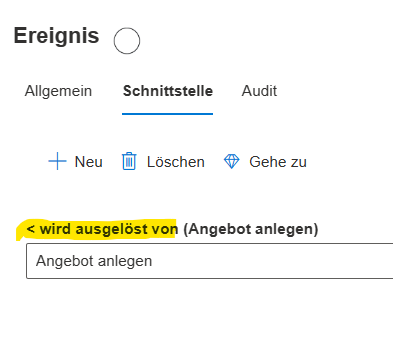 Ereignis
Allgemein Schnittstelle Audit
Neu Löschen Gehe zu
< wird ausgelöst von (Angebot anlegen)
Angebot anlegen